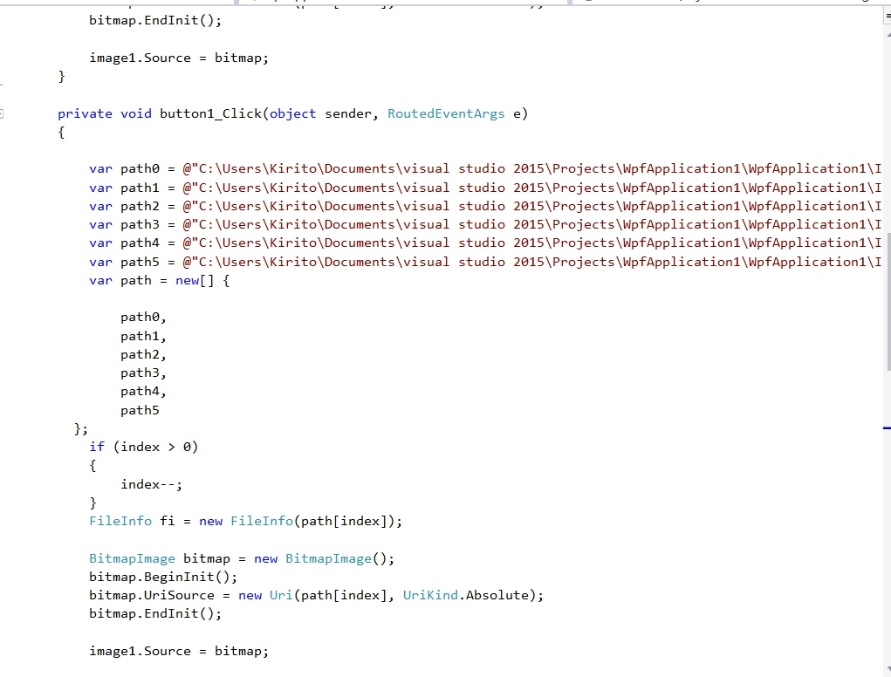 bitmap.EndInit();
image1.Source = bitmap;
}
private void button1_Click(object sender, RoutedEventArgs e)
{
var path0 = @"C:\Users\Kirito\Documents\visual studio 2015\Projects\WpfApplication1\WpfApplication1\I
var path1 = @"C:\Users\Kirito\Documents\visual studio 2015\Projects\WpfApplication1\WpfApplication1\I
var path2 = @"C:\Users\Kirito\Documents\visual studio 2015\Projects\WpfApplication1\WpfApplication1\I
var path3 = @"C:\Users\Kirito\Documents\visual studio 2015\Projects\WpfApplication1\WpfApplication1\I
var path4 = @"C:\Users\Kirito\Documents\visual studio 2015\Projects\WpfApplication1\WpfApplication1\I
var path5 = @"C:\Users\Kirito\Documents\visual studio 2015\Projects\WpfApplication1\WpfApplication1\I
var path = new[] {
path0,
path1,
path2,
path3,
path4,
path5
};
if (index > 0)
{
index--;
}
FileInfo fi = new FileInfo(path[index]);
BitmapImage bitmap = new BitmapImage();
bitmap.BeginInit();
bitmap.UriSource = new Uri(path[index], UriKind.Absolute);
bitmap.EndInit();
image1.Source = bitmap;